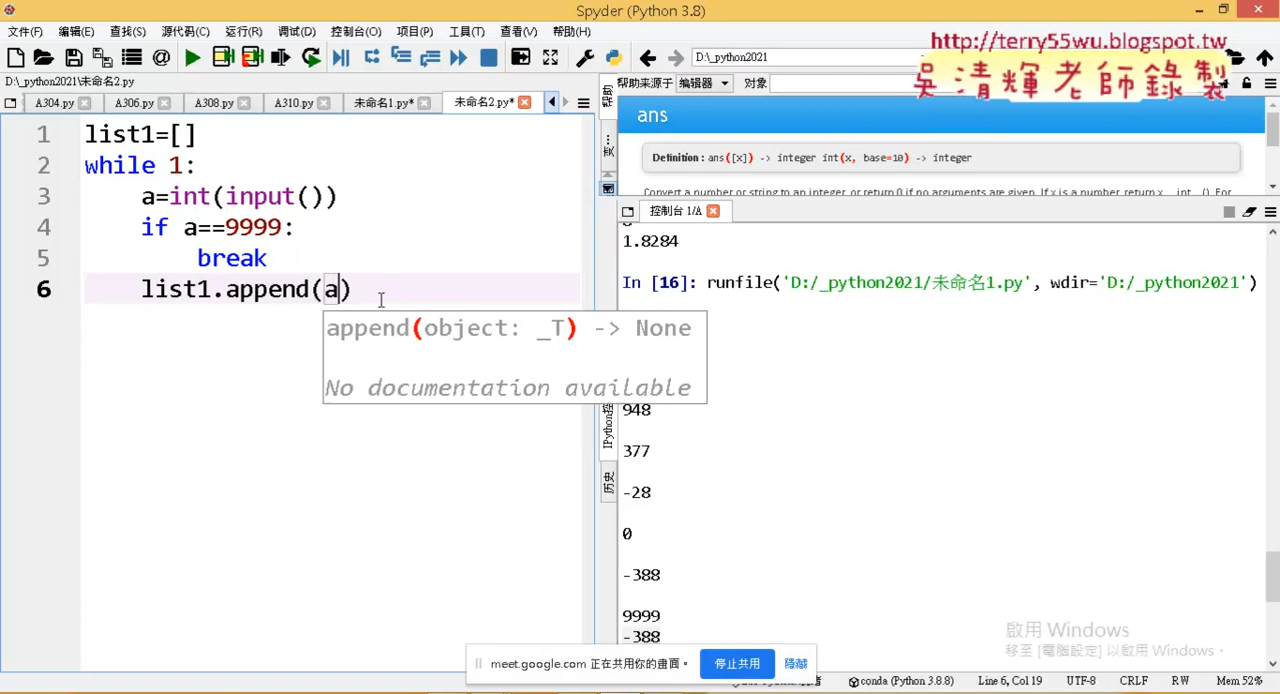 Spyder (Python 3.8)
文件(F) 编辑(E) 查找(S) 源代码(C) 运行(R) 调试(D) 控制台(O) 项目(P) 工具(T) 查看(V) 帮助(H)
D:\_python2021
http://terry55wu.blogspot.tw
吳清輝老師錄製
D:\_python2021\未命名2.py
帮助来源于 编辑器 对象
A304.py A306.py A308.py A310.py 未命名1.py* 未命名2.py*
1 list1=[]
2 while 1:
3 a=int(input())
4 if a==9999:
5 break
6 list1.append(a)
append(object: _T) -> None
No documentation available
ans
Definition : ans([x]) -> integer int(x, base=10) -> integer
Convert a number or string to an integer, or return 0 if no arguments are given. If x is a number, return x.__int__(). For
控制台 1/A
1.8284
In [16]: runfile('D:/_python2021/未命名1.py', wdir='D:/_python2021')
948
377
-28
0
-388
9999
-388
IPython控
历史
啟用 Windows
移至 [電腦設定] 以啟用 Windows。
meet.google.com 正在共用你的畫面。 停止共用 隱藏
conda (Python 3.8.8) Line 6, Col 19 UTF-8 CRLF RW Mem 52%